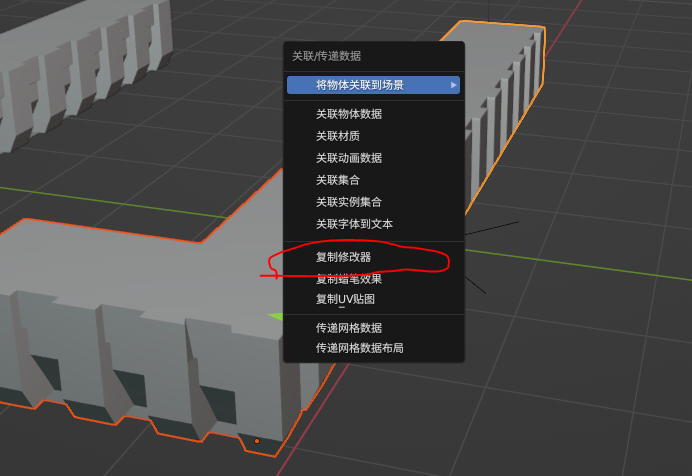 关联/传递数据
将物体关联到场景
关联物体数据
关联材质
关联动画数据
关联集合
关联实例集合
关联字体到文本
复制修改器
复制蜡笔效果
复制UV贴图
传递网格数据
传递网格数据布局